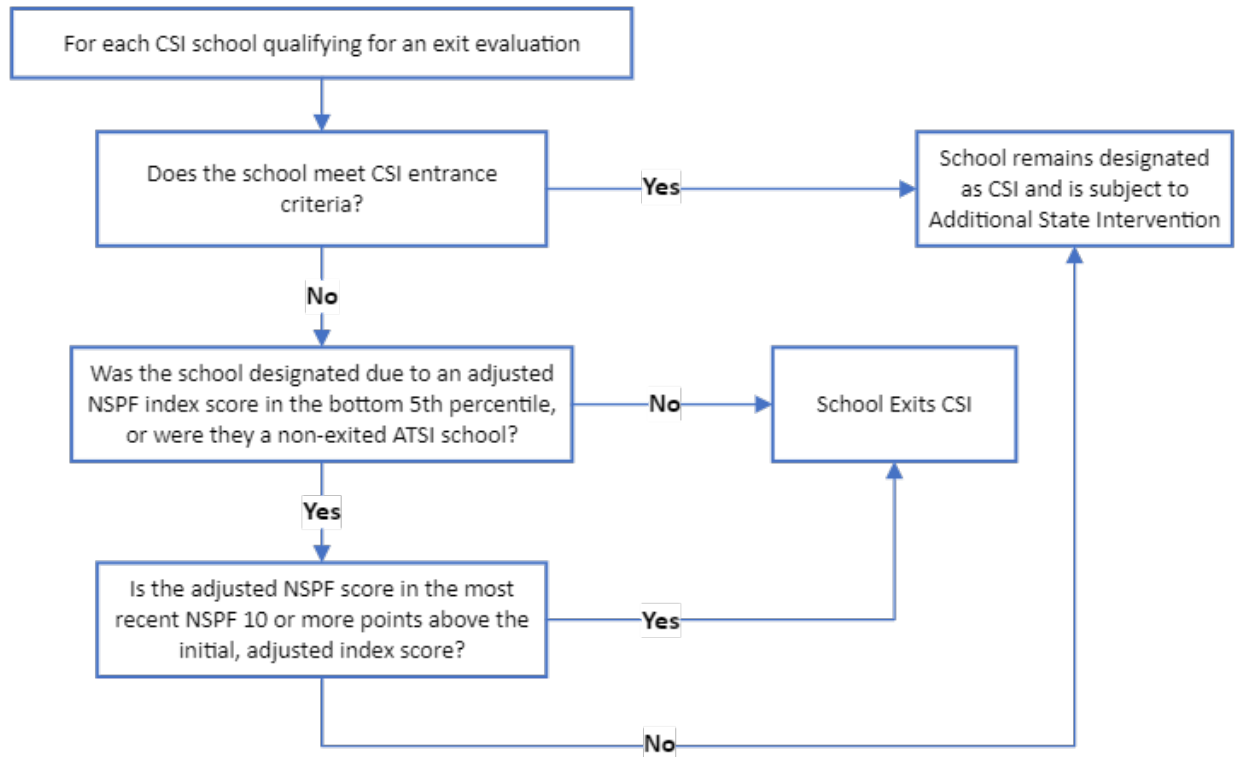 For each CSI school qualifying for an exit evaluation
Does the school meet CSI entrance
criteria?
Yes
School remains designated
as CSI and is subject to
Additional State Intervention
No
Was the school designated due to an adjusted
NSPF index score in the bottom 5th percentile,
or were they a non-exited ATSI school?
No
School Exits CSI
Yes
Is the adjusted NSPF score in the most
recent NSPF 10 or more points above the
initial, adjusted index score?
Yes
No